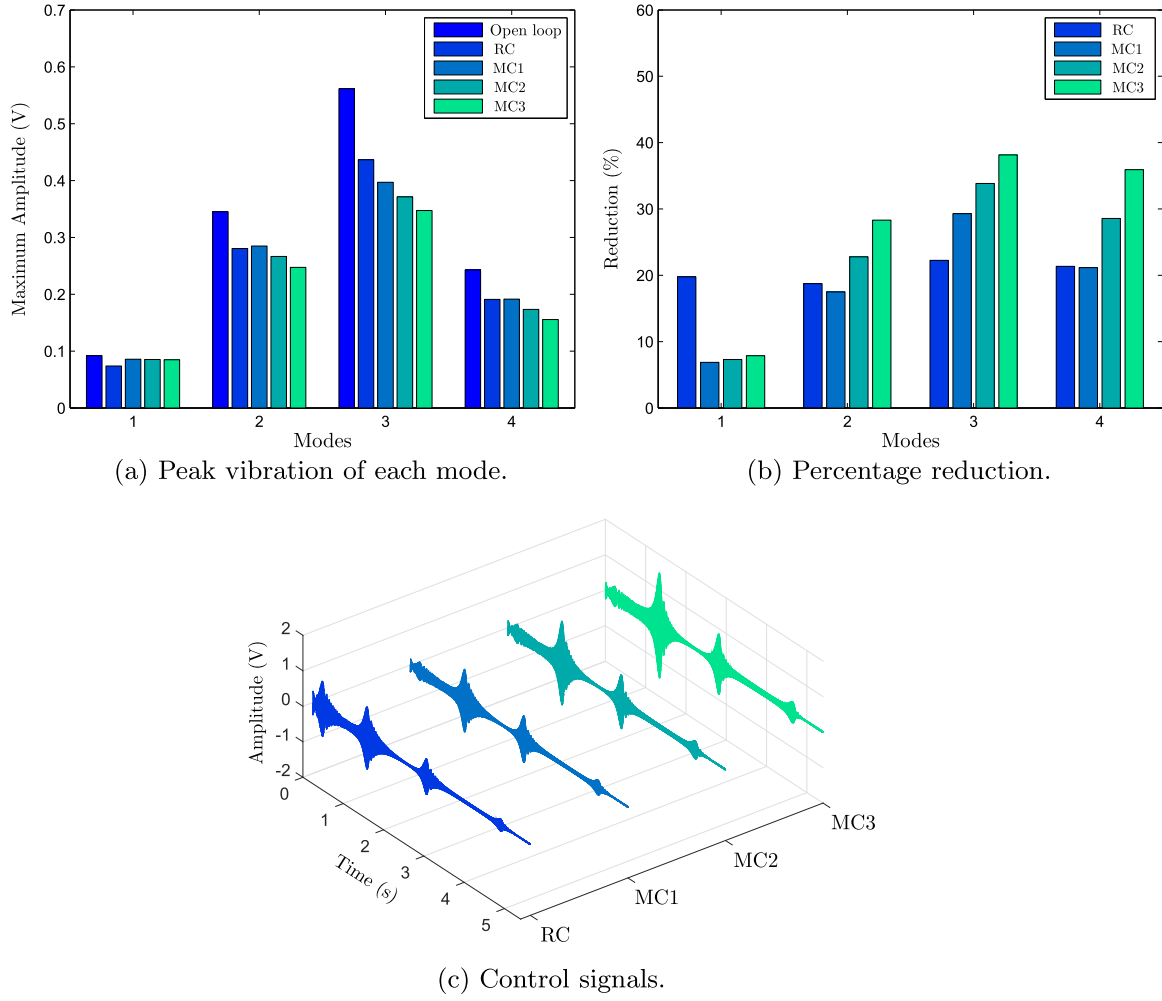 0.7
0.6
0.5
0.4
0.3
0.2
0.1
0
Maximum Amplitude (V)
1 2 3 4
Modes
Open loop
RC
MC1
MC2
MC3
(a) Peak vibration of each mode.
60
50
40
30
20
10
0
Reduction (%)
1 2 3 4
Modes
RC
MC1
MC2
MC3
(b) Percentage reduction.
2
1
0
-1
-2
Amplitude (V)
0
1
2
3
4
5
Time (s)
RC
MC1
MC2
MC3
(c) Control signals.